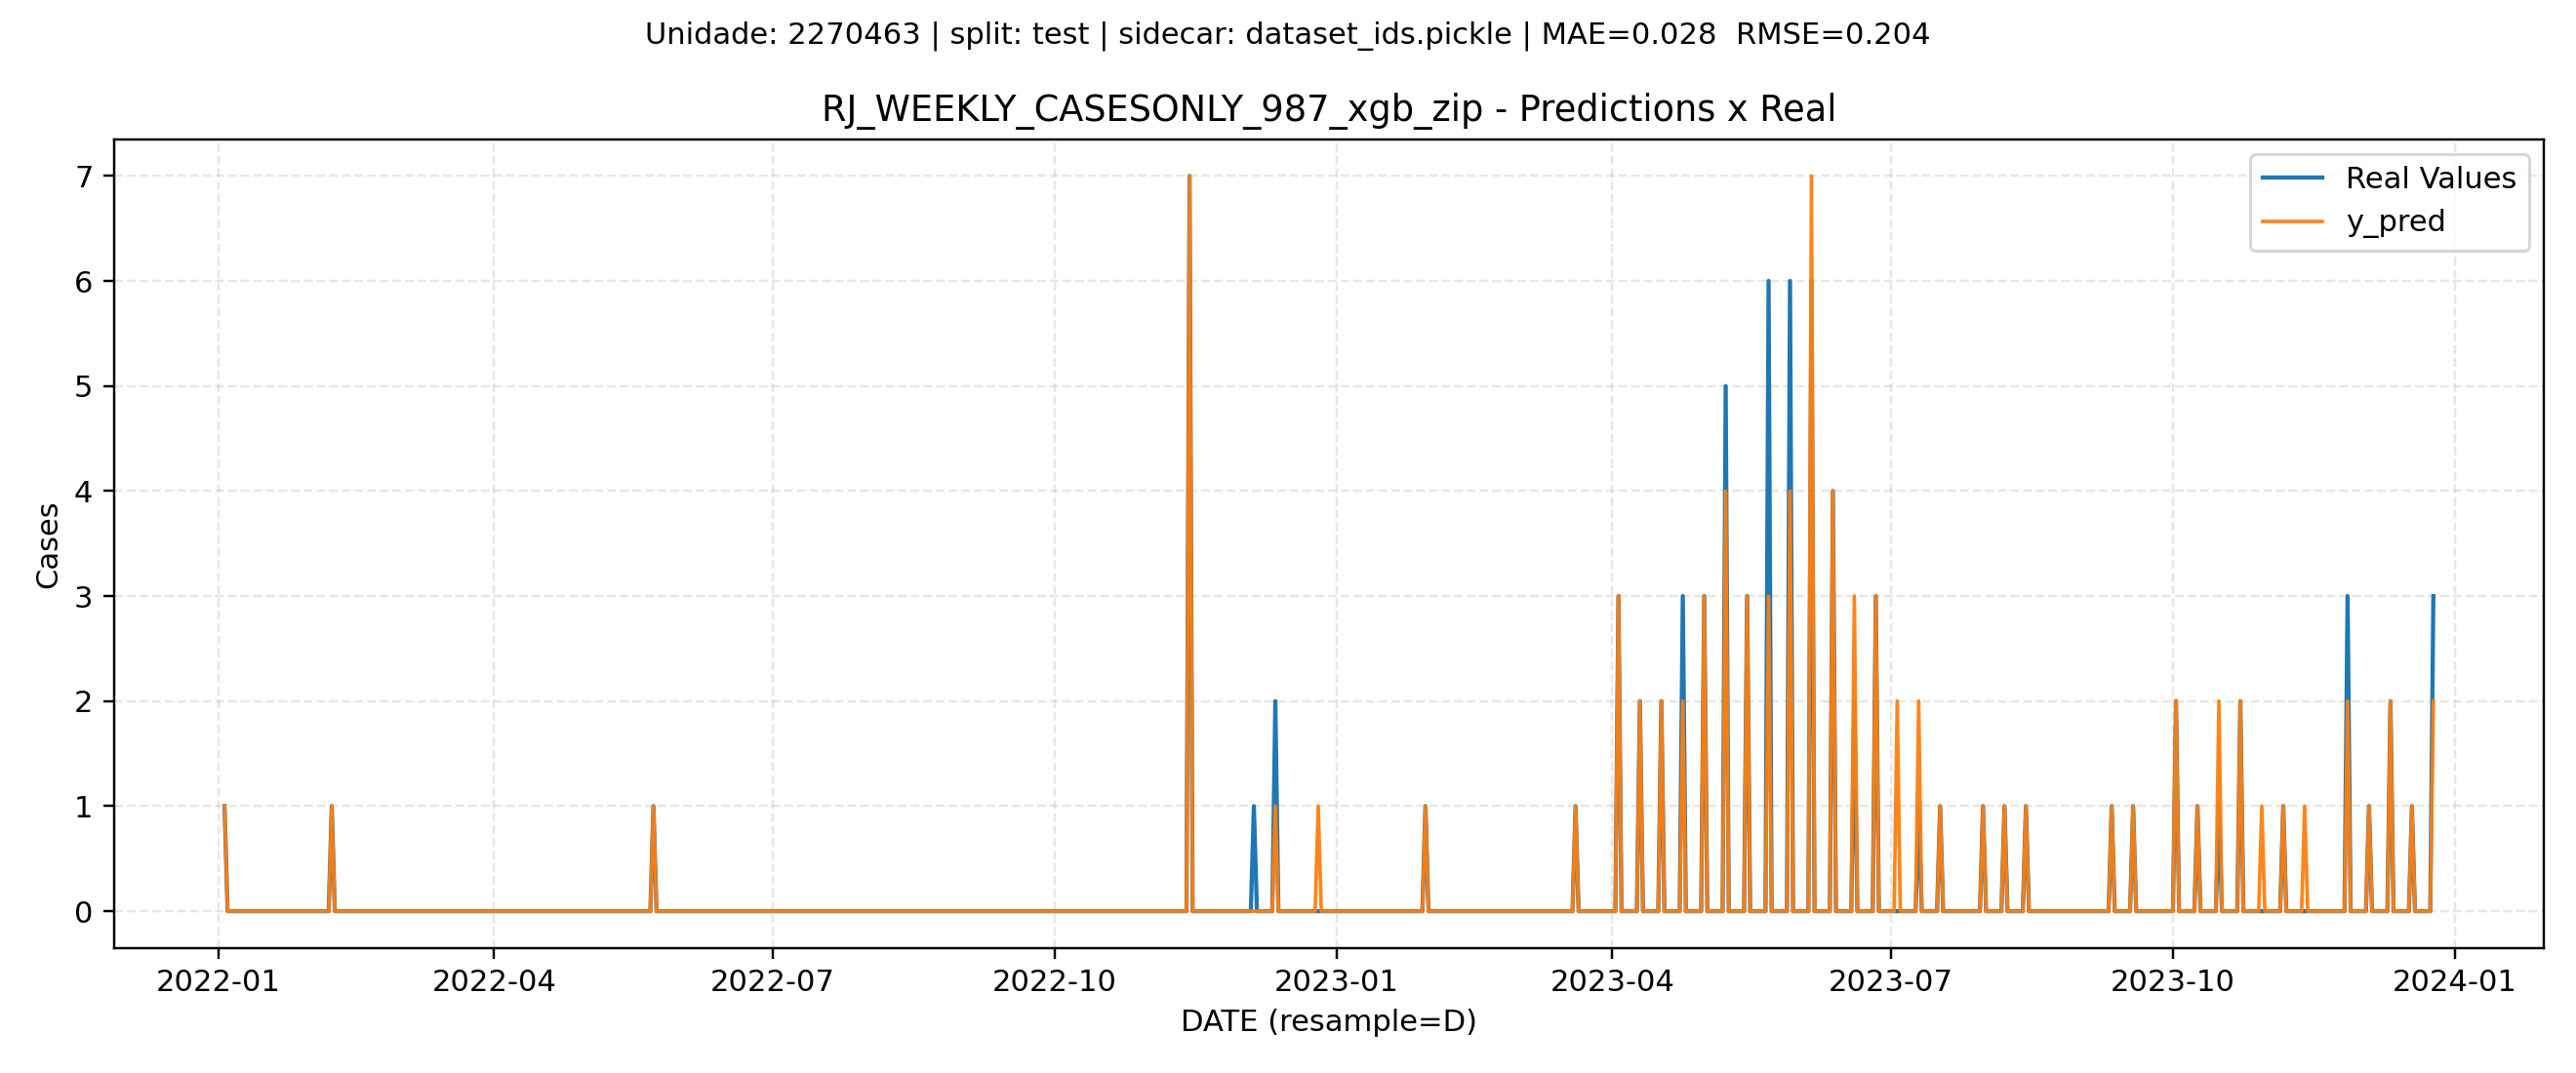 Unidade: 2270463 | split: test | sidecar: dataset_ids.pickle | MAE=0.028  RMSE=0.204
RJ_WEEKLY_CASESONLY_987_xgb_zip - Predictions x Real
Real Values
y_pred
7
6
5
4
3
2
1
0
Cases
2022-01
2022-04
2022-07
2022-10
2023-01
2023-04
2023-07
2023-10
2024-01
DATE (resample=D)